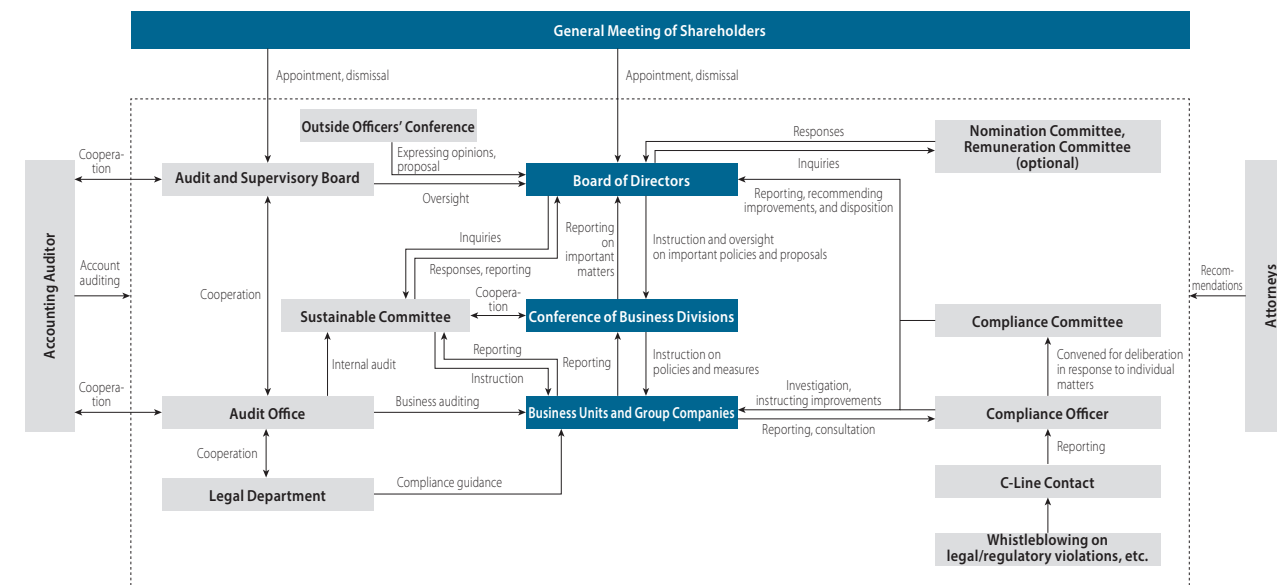 General Meeting of Shareholders
Appointment, dismissal
Appointment, dismissal
Outside Officers’ Conference
Expressing opinions,
proposal
Responses
Inquiries
Nomination Committee,
Remuneration Committee
(optional)
Coopera-
tion
Audit and Supervisory Board
Oversight
Board of Directors
Reporting, recommending
improvements, and disposition
Accounting Auditor
Account
auditing
Cooperation
Inquiries
Responses, reporting
Reporting
on
important
matters
Instruction and oversight
on important policies and proposals
Recom-
mendations
Attorneys
Sustainable Committee
Coopera-
tion
Conference of Business Divisions
Compliance Committee
Internal audit
Reporting
Instruction
Reporting
Instruction on
policies and measures
Convened for deliberation
in response to individual
matters
Coopera-
tion
Audit Office
Business auditing
Business Units and Group Companies
Investigation,
instructing improvements
Reporting, consultation
Compliance Officer
Cooperation
Reporting
Legal Department
Compliance guidance
C-Line Contact
Whistleblowing on
legal/regulatory violations, etc.